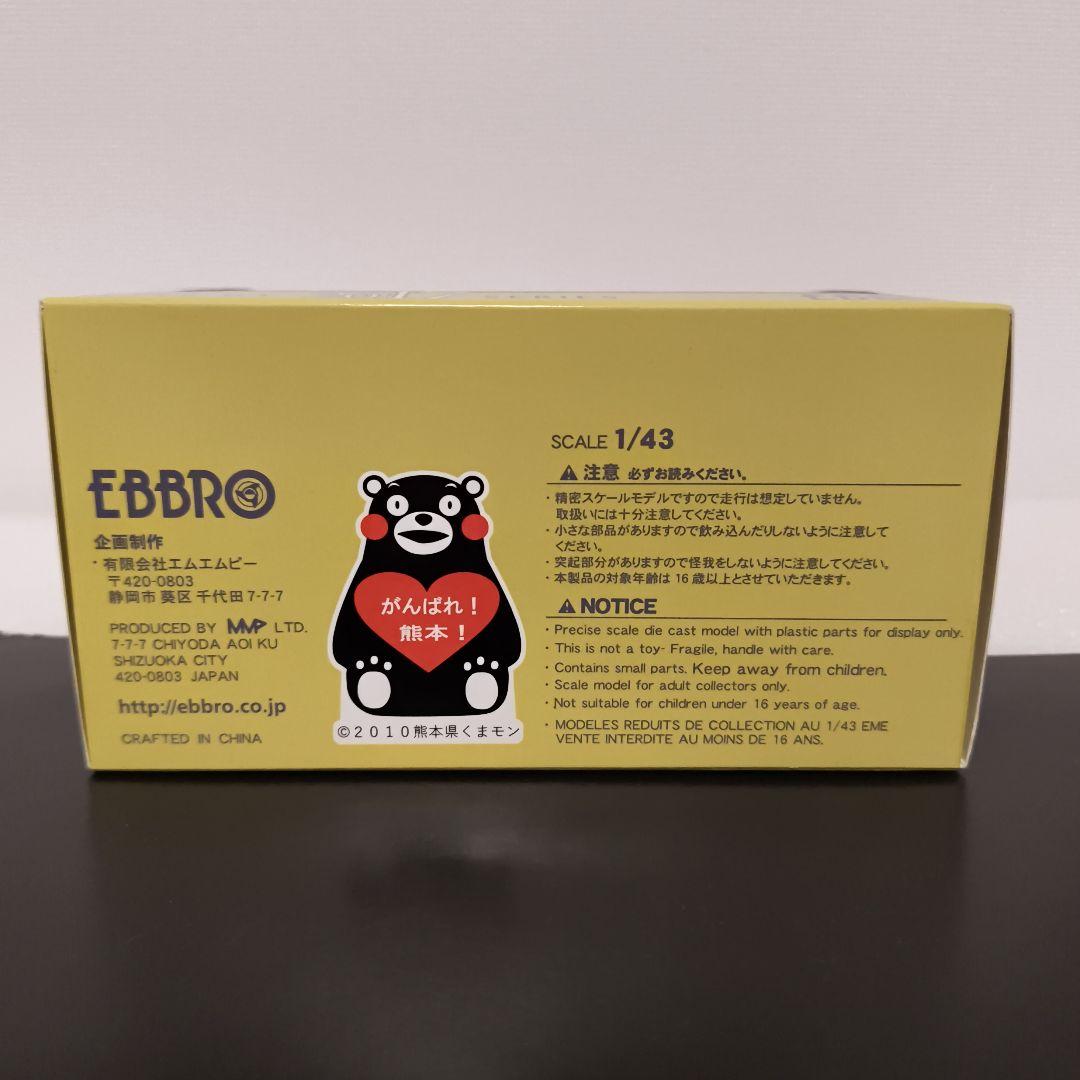 SERIES
EBBRO
企画制作
・有限会社エムエムピー
〒420-0803
静岡市 葵区 千代田 7-7-7
PRODUCED BY MMP LTD.
7-7-7 CHIYODA AOI KU
SHIZUOKA CITY
420-0803 JAPAN
http://ebbro.co.jp
CRAFTED IN CHINA
がんばれ！
熊本！
©2010熊本県くまモン
SCALE 1/43
注意 必ずお読みください。
・精密スケールモデルですので走行は想定していません。
取扱いには十分注意してください。
・小さな部品がありますので飲み込んだりしないように注意して
ください。
・突起部分がありますので怪我をしないように注意してください。
・本製品の対象年齢は 16 歳以上とさせていただきます。
NOTICE
・Precise scale die cast model with plastic parts for display only.
・This is not a toy- Fragile, handle with care.
・Contains small parts. Keep away from children.
・Scale model for adult collectors only.
・Not suitable for children under 16 years of age.
・MODELES REDUITS DE COLLECTION AU 1/43 EME
VENTE INTERDITE AU MOINS DE 16 ANS.